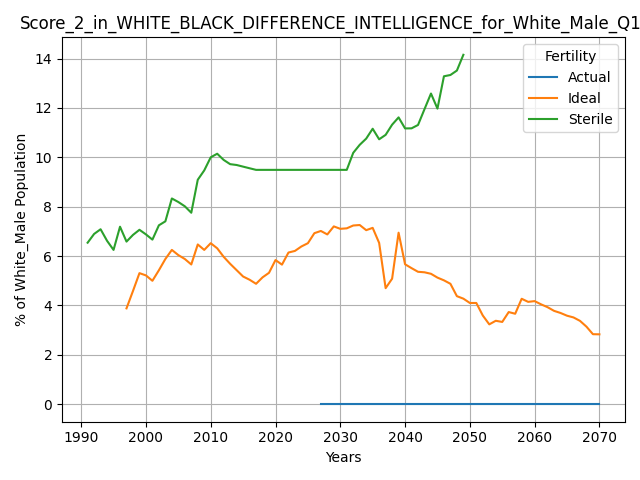 Score_2_in_WHITE_BLACK_DIFFERENCE_INTELLIGENCE_for_White_Male_Q1
Fertility
Actual
Ideal
Sterile
% of White_Male Population
14
12
10
8
6
4
2
0
1990 2000 2010 2020 2030 2040 2050 2060 2070
Years